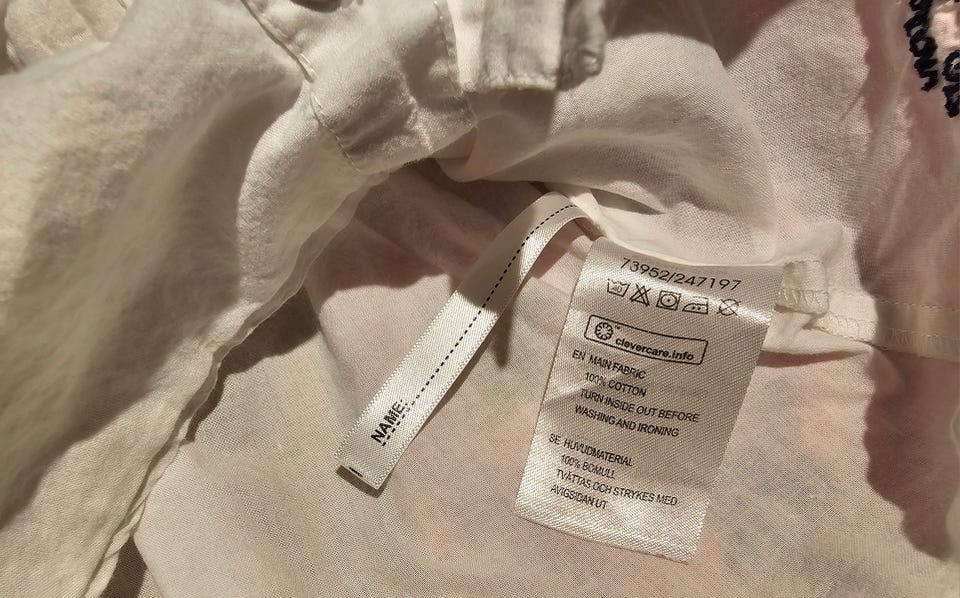 NAME:
73952/247197
clevercare.info
EN MAIN FABRIC
100% COTTON
TURN INSIDE OUT BEFORE
WASHING AND IRONING
SE HUVUDMATERIAL
100% BOMULL
TVÄTTAS OCH STRYKES MED
AVIGSIDAN UT